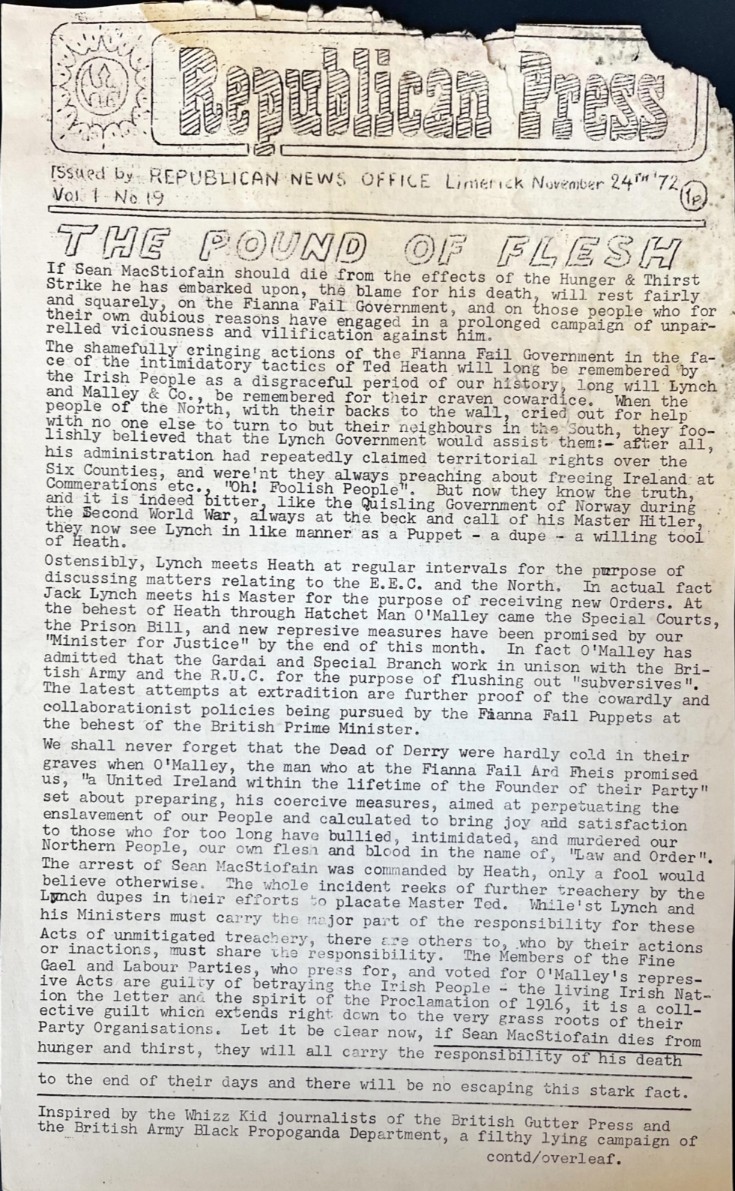 Republican Press
Issued by REPUBLICAN NEWS OFFICE Limerick November 24TH '72
Vol 1 No 19
1p
THE POUND OF FLESH
If Sean MacStiofain should die from the effects of the Hunger & Thirst
Strike he has embarked upon, the blame for his death, will rest fairly
and squarely, on the Fianna Fail Government, and on those people who for
their own dubious reasons have engaged in a prolonged campaign of unpar-
relled viciousness and vilification against him.
The shamefully cringing actions of the Fianna Fail Government in the fa-
ce of the intimidatory tactics of Ted Heath will long be remembered by
the Irish People as a disgraceful period of our history, long will Lynch
and Malley & Co., be remembered for their craven cowardice. When the
people of the North, with their backs to the wall, cried out for help
with no one else to turn to but their neighbours in the South, they foo-
lishly believed that the Lynch Government would assist them:- after all,
his administration had repeatedly claimed territorial rights over the
Six Counties, and were'nt they always preaching about freeing Ireland at
Commerations etc., "Oh! Foolish People". But now they know the truth,
and it is indeed bitter, like the Quisling Government of Norway during
the Second World War, always at the beck and call of his Master Hitler,
they now see Lynch in like manner as a Puppet - a dupe - a willing tool
of Heath.
Ostensibly, Lynch meets Heath at regular intervals for the purpose of
discussing matters relating to the E.E.C. and the North. In actual fact
Jack Lynch meets his Master for the purpose of receiving new Orders. At
the behest of Heath through Hatchet Man O'Malley came the Special Courts,
the Prison Bill, and new represive measures have been promised by our
"Minister for Justice" by the end of this month. In fact O'Malley has
admitted that the Gardai and Special Branch work in unison with the Bri-
tish Army and the R.U.C. for the purpose of flushing out "subversives".
The latest attempts at extradition are further proof of the cowardly and
collaborationist policies being pursued by the Fianna Fail Puppets at
the behest of the British Prime Minister.
We shall never forget that the Dead of Derry were hardly cold in their
graves when O'Malley, the man who at the Fianna Fail Ard Fheis promised
us, "a United Ireland within the lifetime of the Founder of their Party"
set about preparing, his coercive measures, aimed at perpetuating the
enslavement of our People and calculated to bring joy and satisfaction
to those who for too long have bullied, intimidated, and murdered our
Northern People, our own flesh and blood in the name of, "Law and Order".
The arrest of Sean MacStiofain was commanded by Heath, only a fool would
believe otherwise. The whole incident reeks of further treachery by the
Lynch dupes in their efforts to placate Master Ted. While'st Lynch and
his Ministers must carry the major part of the responsibility for these
Acts of unmitigated treachery, there are others to, who by their actions
or inactions, must share the responsibility. The Members of the Fine
Gael and Labour Parties, who press for, and voted for O'Malley's repres-
ive Acts are guilty of betraying the Irish People - the living Irish Nat-
ion the letter and the spirit of the Proclamation of 1916, it is a coll-
ective guilt which extends right down to the very grass roots of their
Party Organisations. Let it be clear now, if Sean MacStiofain dies from
hunger and thirst, they will all carry the responsibility of his death
to the end of their days and there will be no escaping this stark fact.
Inspired by the Whizz Kid journalists of the British Gutter Press and
the British Army Black Propoganda Department, a filthy lying campaign of
contd/overleaf.